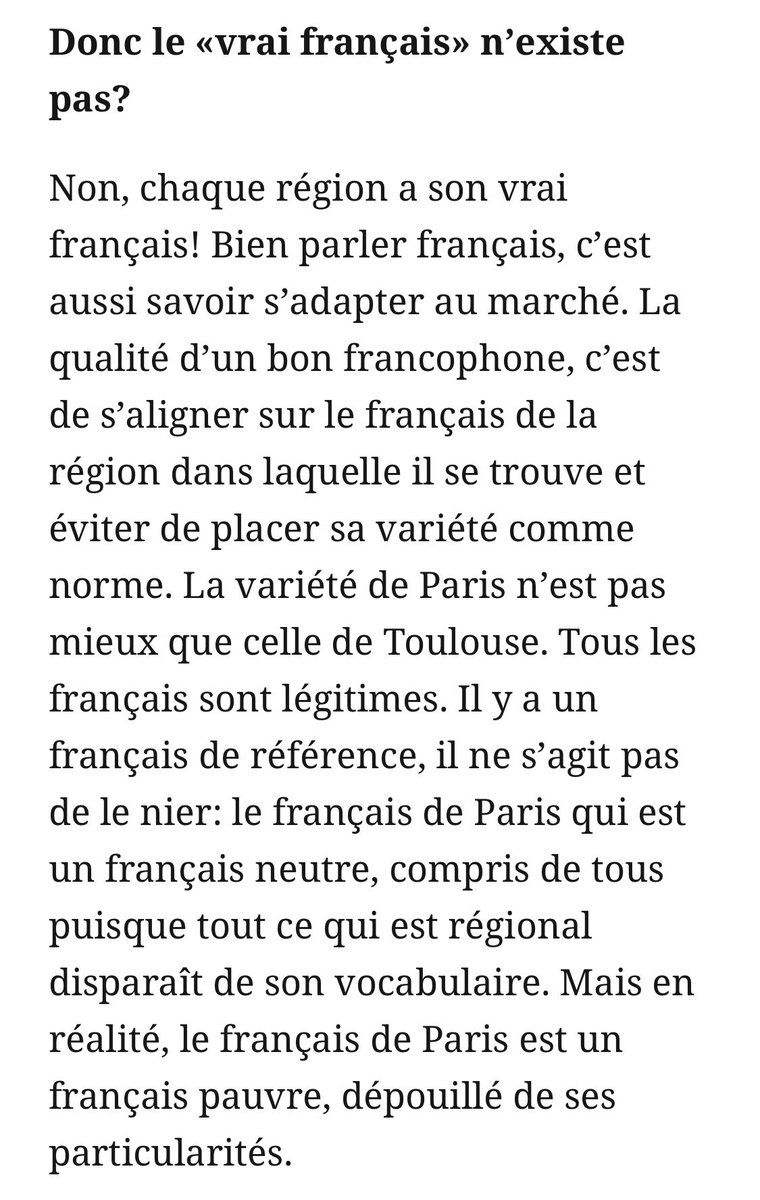 Donc le «vrai français» n’existe
pas?
Non, chaque région a son vrai
français! Bien parler français, c’est
aussi savoir s’adapter au marché. La
qualité d’un bon francophone, c’est
de s’aligner sur le français de la
région dans laquelle il se trouve et
éviter de placer sa variété comme
norme. La variété de Paris n’est pas
mieux que celle de Toulouse. Tous les
français sont légitimes. Il y a un
français de référence, il ne s’agit pas
de le nier: le français de Paris qui est
un français neutre, compris de tous
puisque tout ce qui est régional
disparaît de son vocabulaire. Mais en
réalité, le français de Paris est un
français pauvre, dépouillé de ses
particularités.